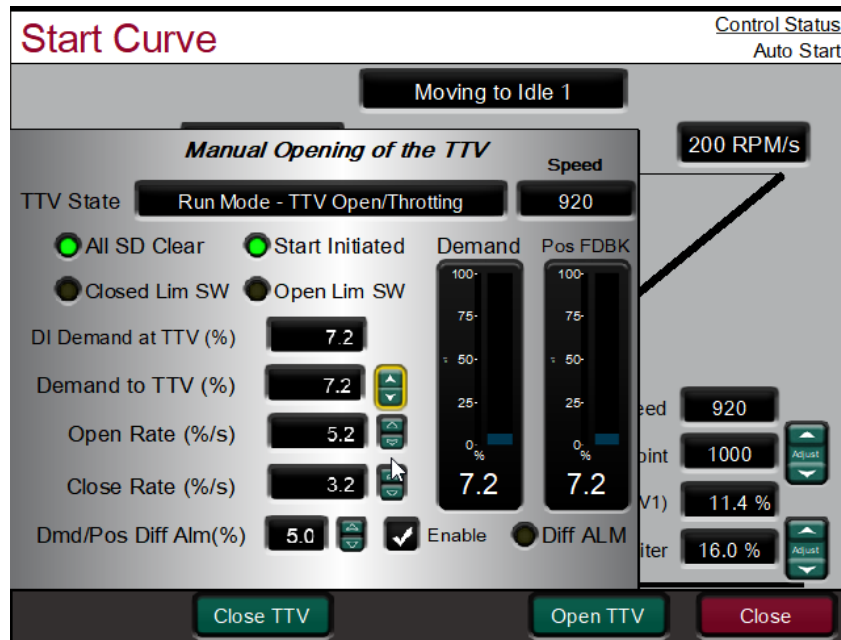 Start Curve
Control Status
Auto Start
Moving to Idle 1
200 RPM/s
Manual Opening of the TTV
Speed
TTV State Run Mode - TTV Open/Throtting 920
All SD Clear Start Initiated Demand Pos FDBK
Closed Lim SW Open Lim SW
100- 100-
75- 75-
50- 50-
25- 25-
0- 0-
% %
7.2 7.2
DI Demand at TTV (%) 7.2
Demand to TTV (%) 7.2
Open Rate (%/s) 5.2
Close Rate (%/s) 3.2
Dmd/Pos Diff Alm(%) 5.0 Enable Diff ALM
eed 920
oint 1000 Adjust
V1) 11.4 %
iter 16.0 % Adjust
Close TTV Open TTV Close